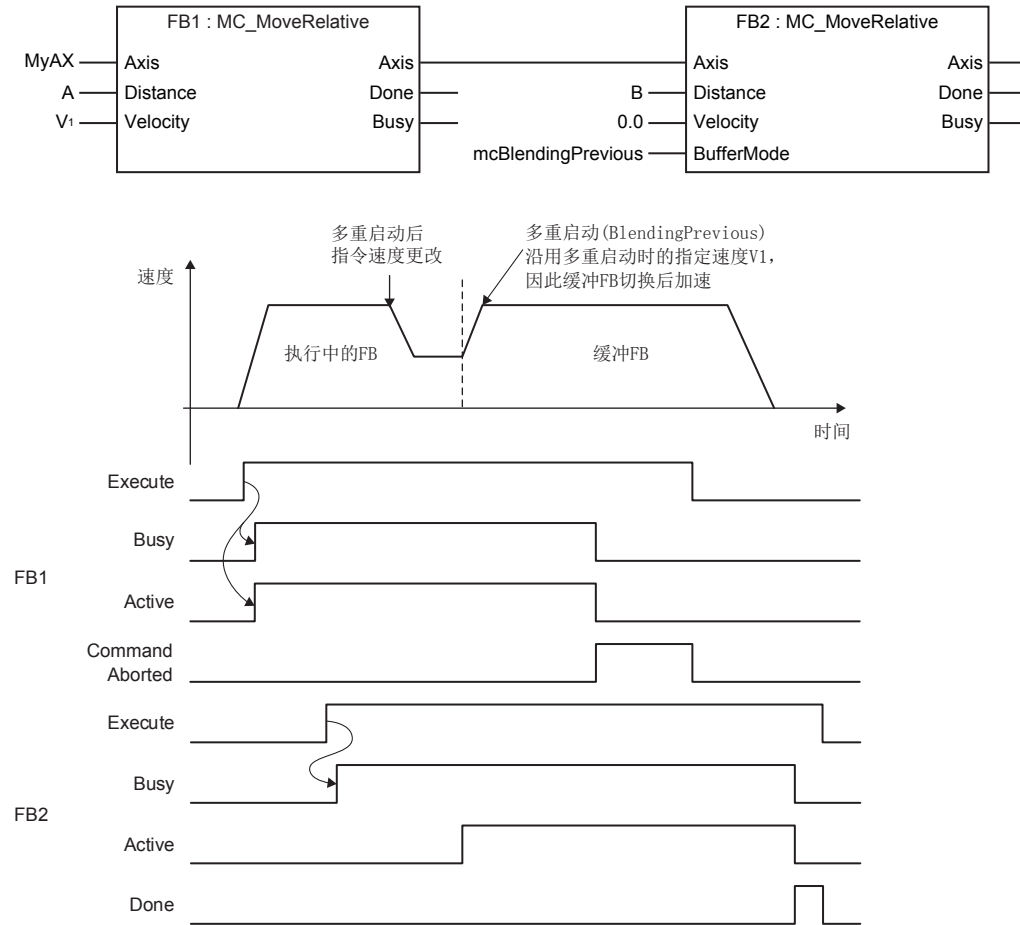 FB1 : MC_MoveRelative
FB2 : MC_MoveRelative
MyAX
Axis
Axis
Axis
Axis
A
Distance
Done
B
Distance
Done
V1
Velocity
Busy
0.0
Velocity
Busy
mcBlendingPrevious
BufferMode
多重启动后
指令速度更改
多重启动(BlendingPrevious)
沿用多重启动时的指定速度V1，
因此缓冲FB切换后加速
速度
执行中的FB
缓冲FB
时间
Execute
Busy
FB1
Active
Command
Aborted
Execute
Busy
FB2
Active
Done